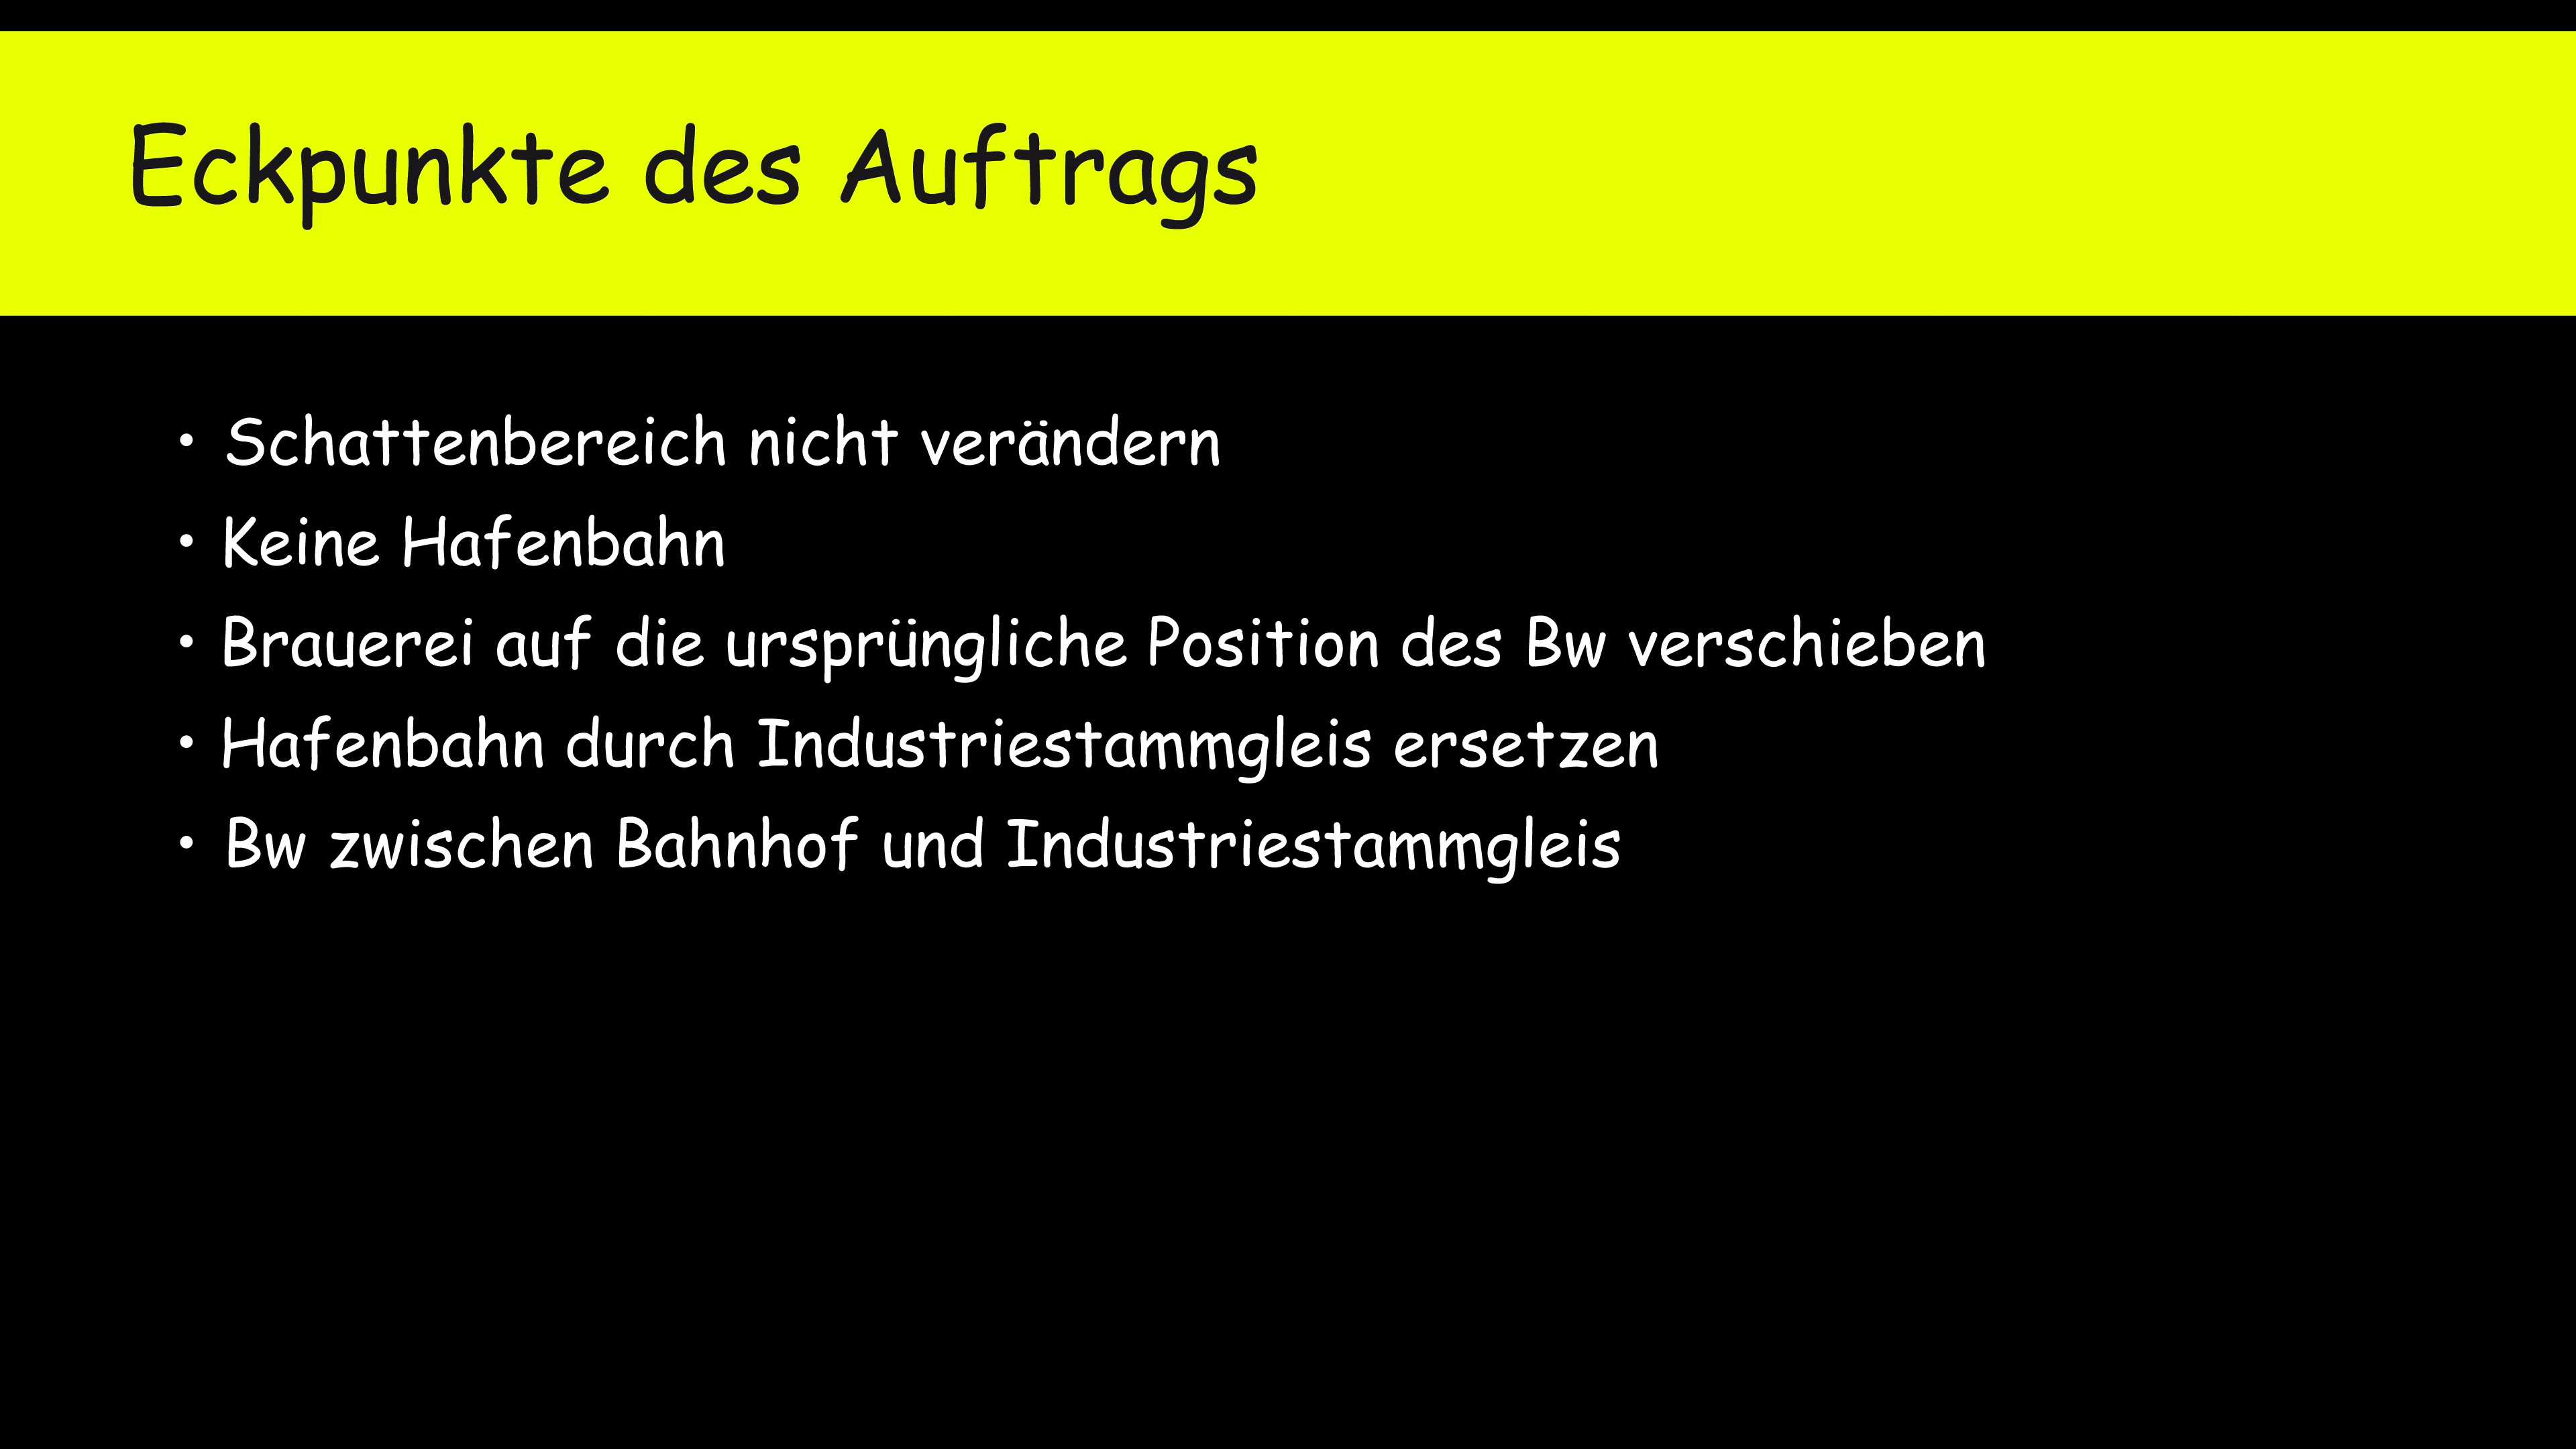 Eckpunkte des Auftrags
• Schattenbereich nicht verändern
• Keine Hafenbahn
• Brauerei auf die ursprüngliche Position des Bw verschieben
• Hafenbahn durch Industriestammgleis ersetzen
• Bw zwischen Bahnhof und Industriestammgleis